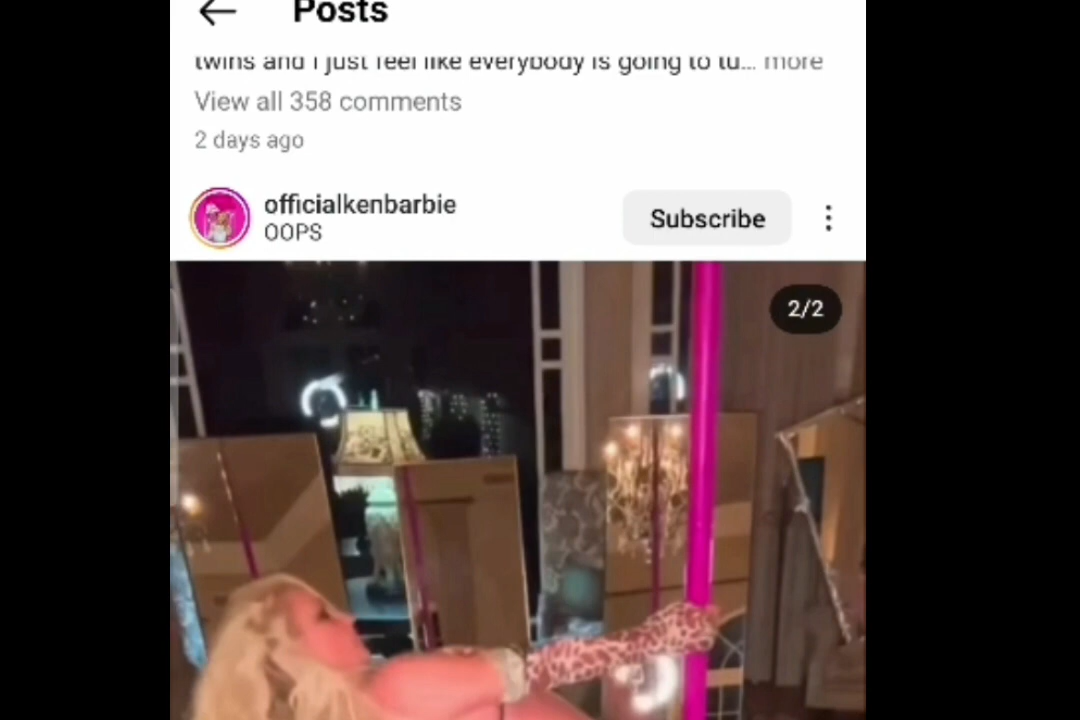 Posts
twins and I just feel like everybody is going to tu... more
View all 358 comments
2 days ago
officialkenbarbie
OOPS
Subscribe
2/2